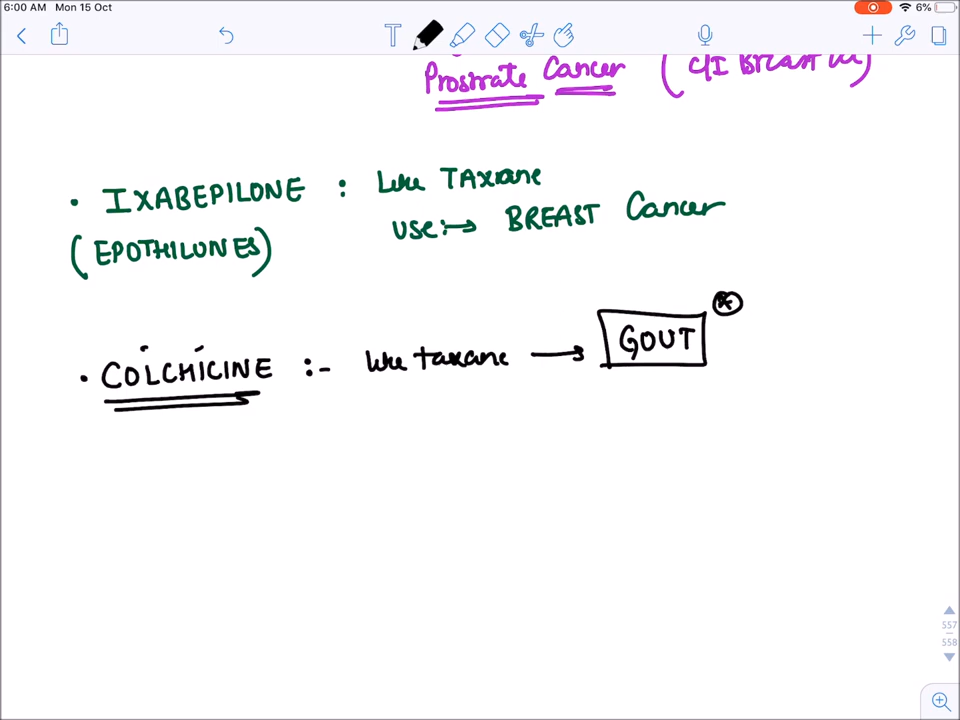 6:00 AM Mon 15 Oct 6%
T
Prostrate Cancer
• IXABEPILONE : Like TAxane
(EPOTHILONES) USE:→ BREAST Cancer
• COLCHICINE :- like taxane → GOUT
557
558